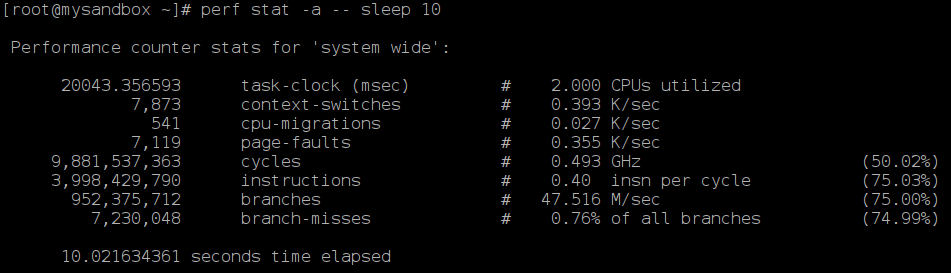 [root@mysandbox ~]# perf stat -a -- sleep 10
Performance counter stats for 'system wide':
20043.356593 task-clock (msec) # 2.000 CPUs utilized
7,873 context-switches # 0.393 K/sec
541 cpu-migrations # 0.027 K/sec
7,119 page-faults # 0.355 K/sec
9,881,537,363 cycles # 0.493 GHz (50.02%)
3,998,429,790 instructions # 0.40 insn per cycle (75.03%)
952,375,712 branches # 47.516 M/sec (75.00%)
7,230,048 branch-misses # 0.76% of all branches (74.99%)
10.021634361 seconds time elapsed